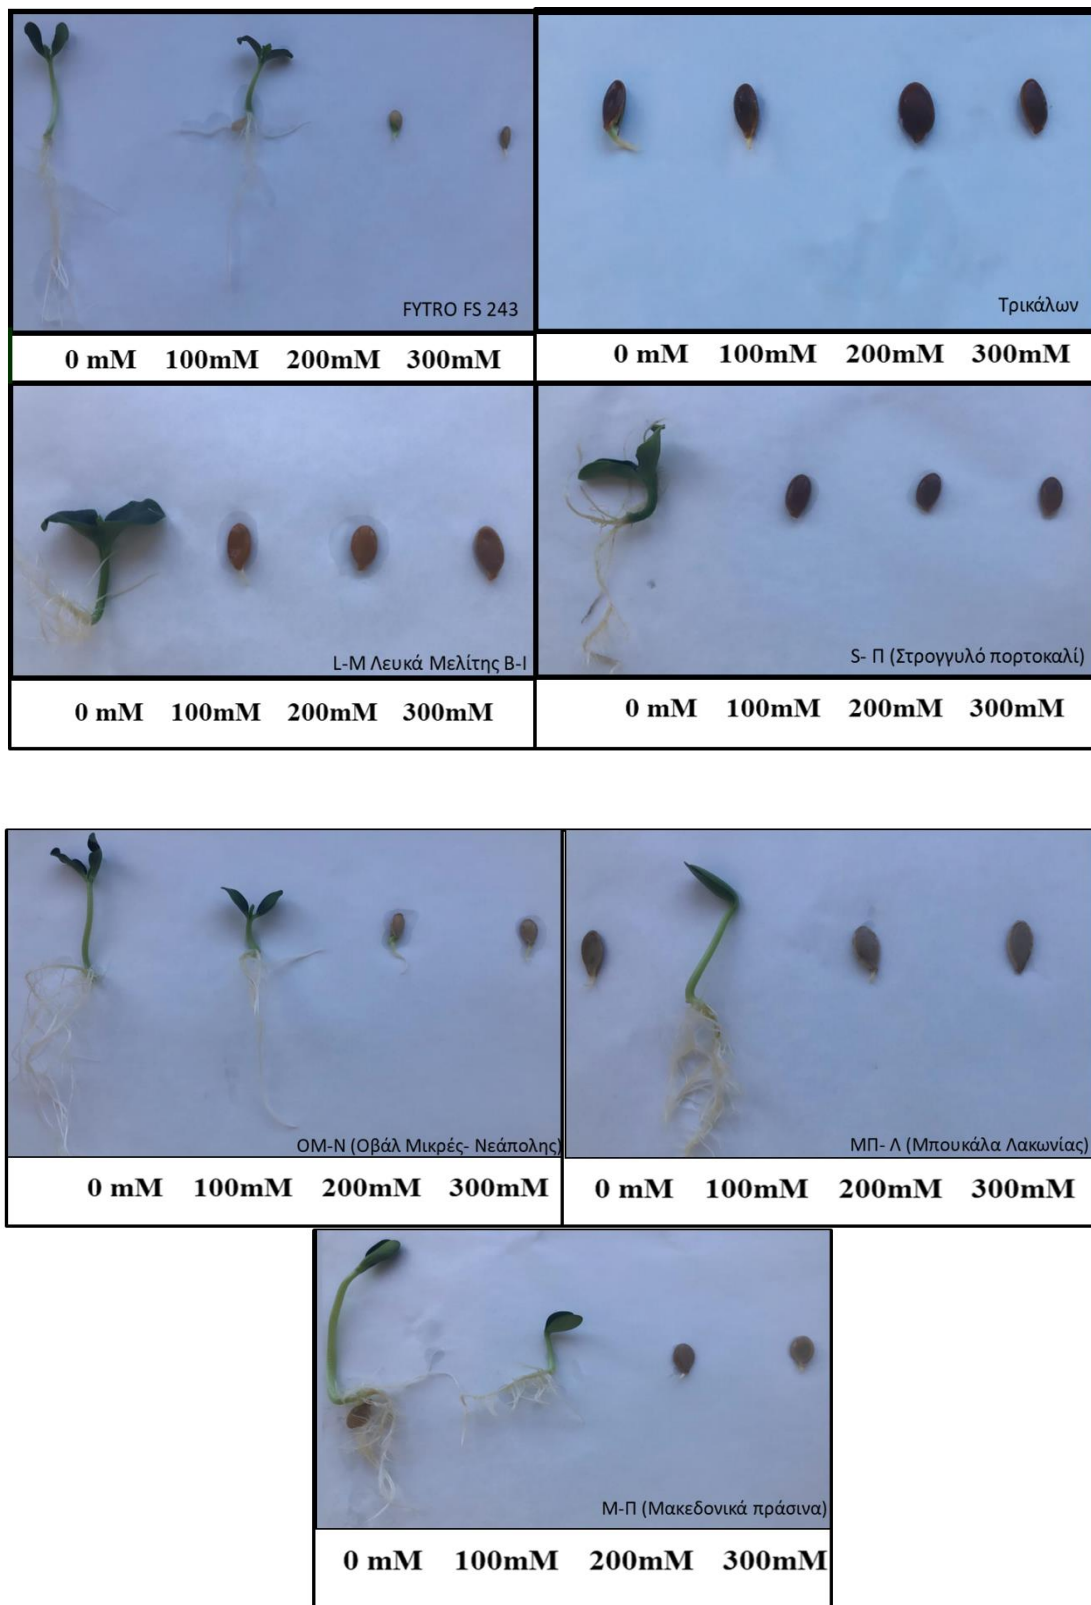 FYTRO FS 243
Τρικάλων
0 mM 100mM 200mM 300mM
0 mM 100mM 200mM 300mM
L-M Λευκά Μελίτης Β-Ι
S- Π (Στρογγυλό πορτοκαλί)
0 mM 100mM 200mM 300mM
0 mM 100mM 200mM 300mM
ΟΜ-Ν (Οβάλ Μικρές- Νεάπολης)
ΜΠ- Λ (Μπουκάλα Λακωνίας)
0 mM 100mM 200mM 300mM
0 mM 100mM 200mM 300mM
Μ-Π (Μακεδονικά πράσινα)
0 mM 100mM 200mM 300mM